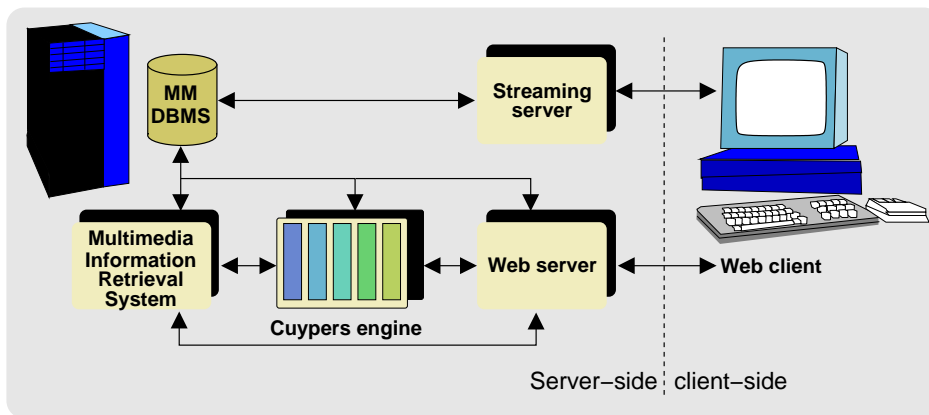 MM
DBMS
Streaming
server
Multimedia
Information
Retrieval
System
Cuypers engine
Web server
Web client
Server–side
client–side